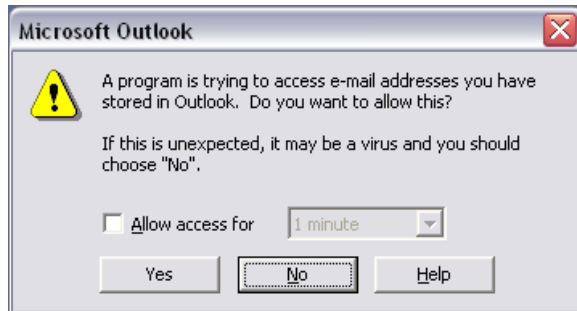 Microsoft Outlook
A program is trying to access e-mail addresses you have
stored in Outlook. Do you want to allow this?
If this is unexpected, it may be a virus and you should
choose "No".
Allow access for 1 minute
Yes No Help